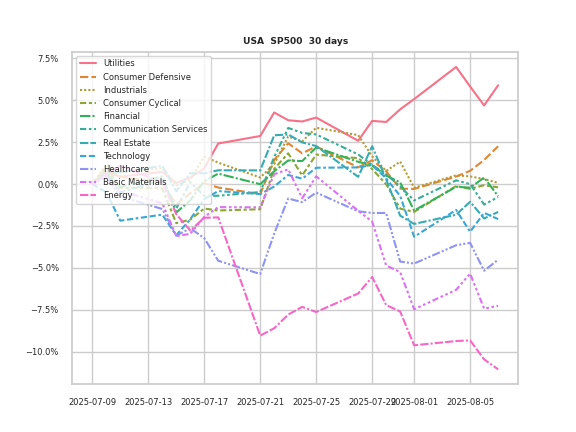 USA SP500 30 days
7.5%
5.0%
2.5%
0.0%
−2.5%
−5.0%
−7.5%
−10.0%
Utilities
Consumer Defensive
Industrials
Consumer Cyclical
Financial
Communication Services
Real Estate
Technology
Healthcare
Basic Materials
Energy
2025-07-09 2025-07-13 2025-07-17 2025-07-21 2025-07-25 2025-07-29 2025-08-01 2025-08-05